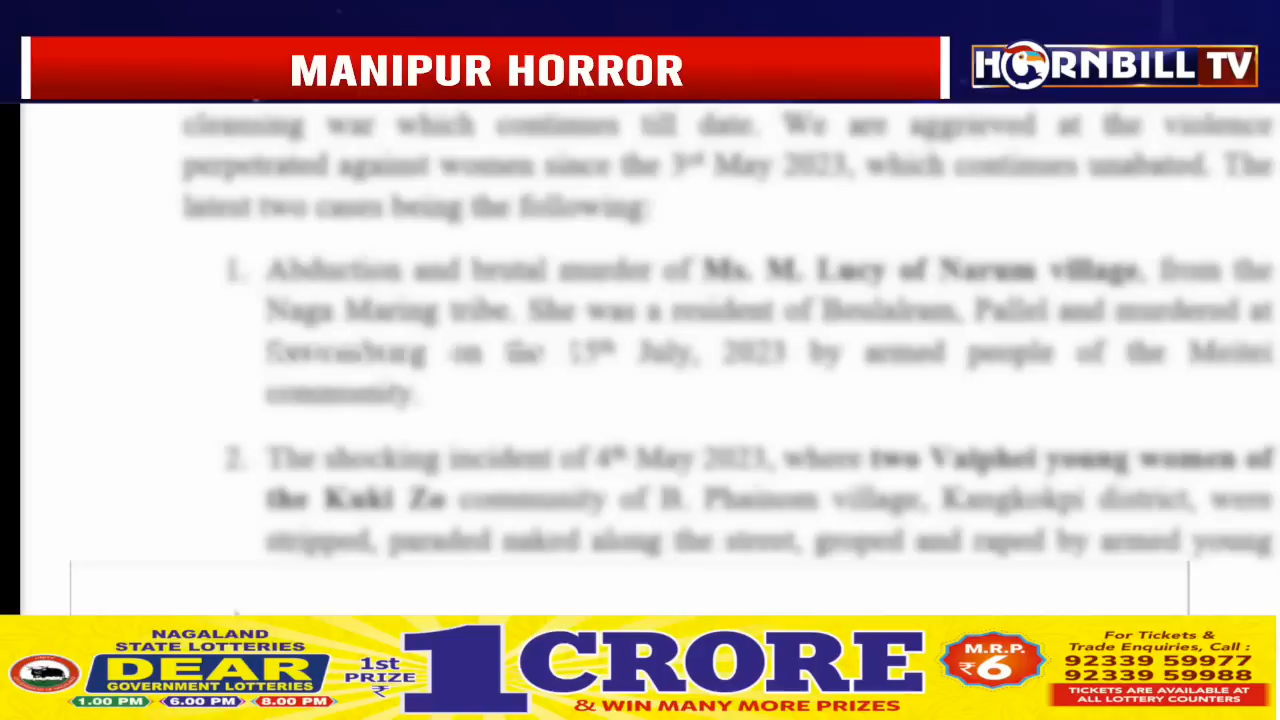 MANIPUR HORROR
HORNBILL TV
cleansing war which continues till date. We are aggrieved at the violence
perpetrated against women since the 3rd May 2023, which continues unabated. The
latest two cases being the following:
1. Abduction and brutal murder of Ms. M. Lucy of Narum village, from the
Naga Maring tribe. She was a resident of Pallel and murdered at
on the 15th July, 2023 by armed people of the Meitei
community.
2. The shocking incident of 4th May 2023, where two Vaiphei young women of
the Kuki Zo community of B. Phainom village, Kangkokpi district, were
stripped, paraded naked along the street, groped and raped by armed young
NAGALAND
STATE LOTTERIES
DEAR
GOVERNMENT LOTTERIES
1.00 PM 6.00 PM 8.00 PM
1st
PRIZE
₹
1 CRORE
& WIN MANY MORE PRIZES
M.R.P.
₹6
For Tickets &
Trade Enquiries, Call :
92339 59977
92339 59988
TICKETS ARE AVAILABLE AT
ALL LOTTERY COUNTERS